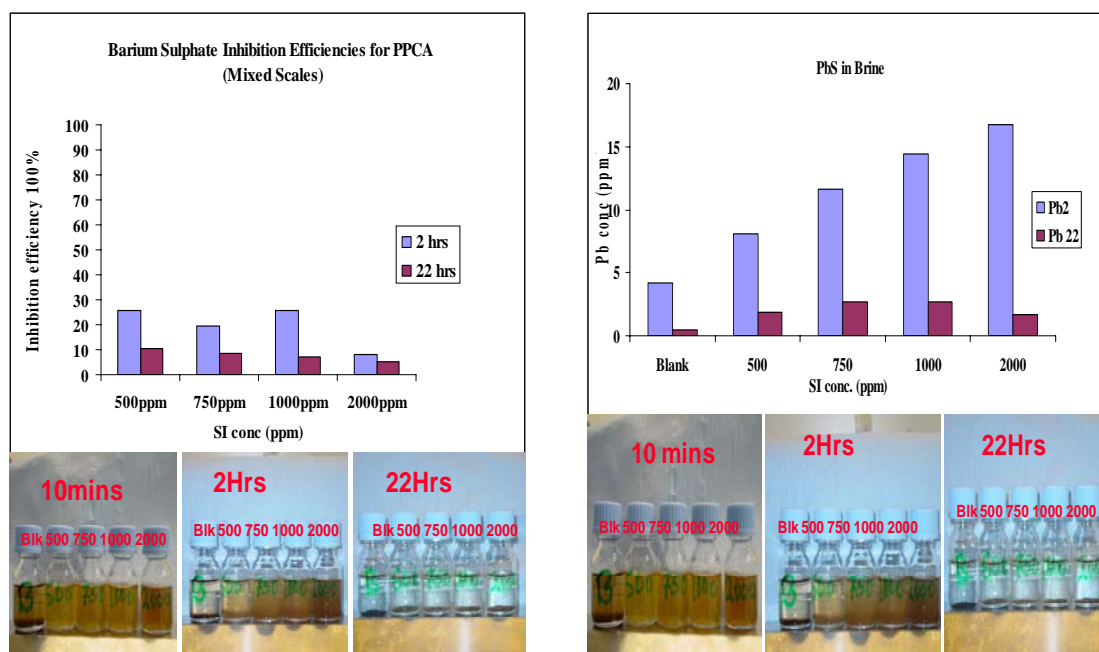 Barium Sulphate Inhibition Efficiencies for PPCA
(Mixed Scales)
Inhibition efficiency 100%
100
90
80
70
60
50
40
30
20
10
0
500ppm 750ppm 1000ppm 2000ppm
SI conc (ppm)
2 hrs
22 hrs
10mins
Blk 500 750 1000 2000
B 500 750 1000 2000
2Hrs
Blk 500 750 1000 2000
22Hrs
Blk 500 750 1000 2000
PbS in Brine
Pb conc (ppm)
20
15
10
5
0
Blank 500 750 1000 2000
SI conc. (ppm)
Pb2
Pb 22
10 mins
Blk 500 750 1000 2000
2Hrs
Blk 500 750 1000 2000
22Hrs
Blk 500 750 1000 2000